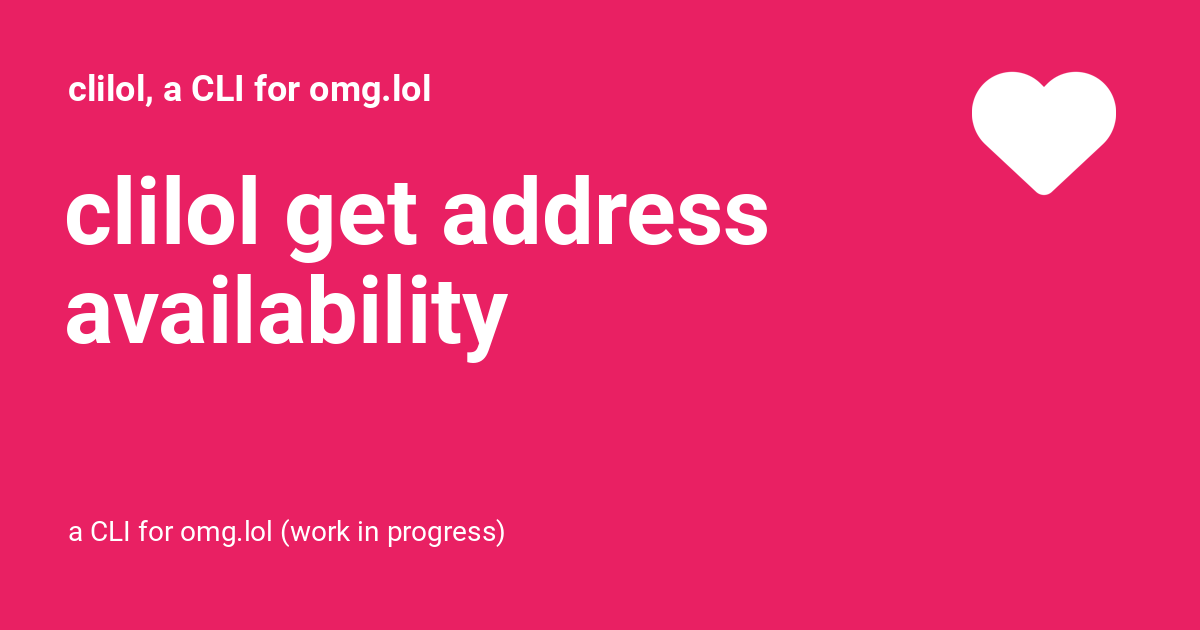 clilol, a CLI for omg.lol
clilol get address
availability
a CLI for omg.lol (work in progress)